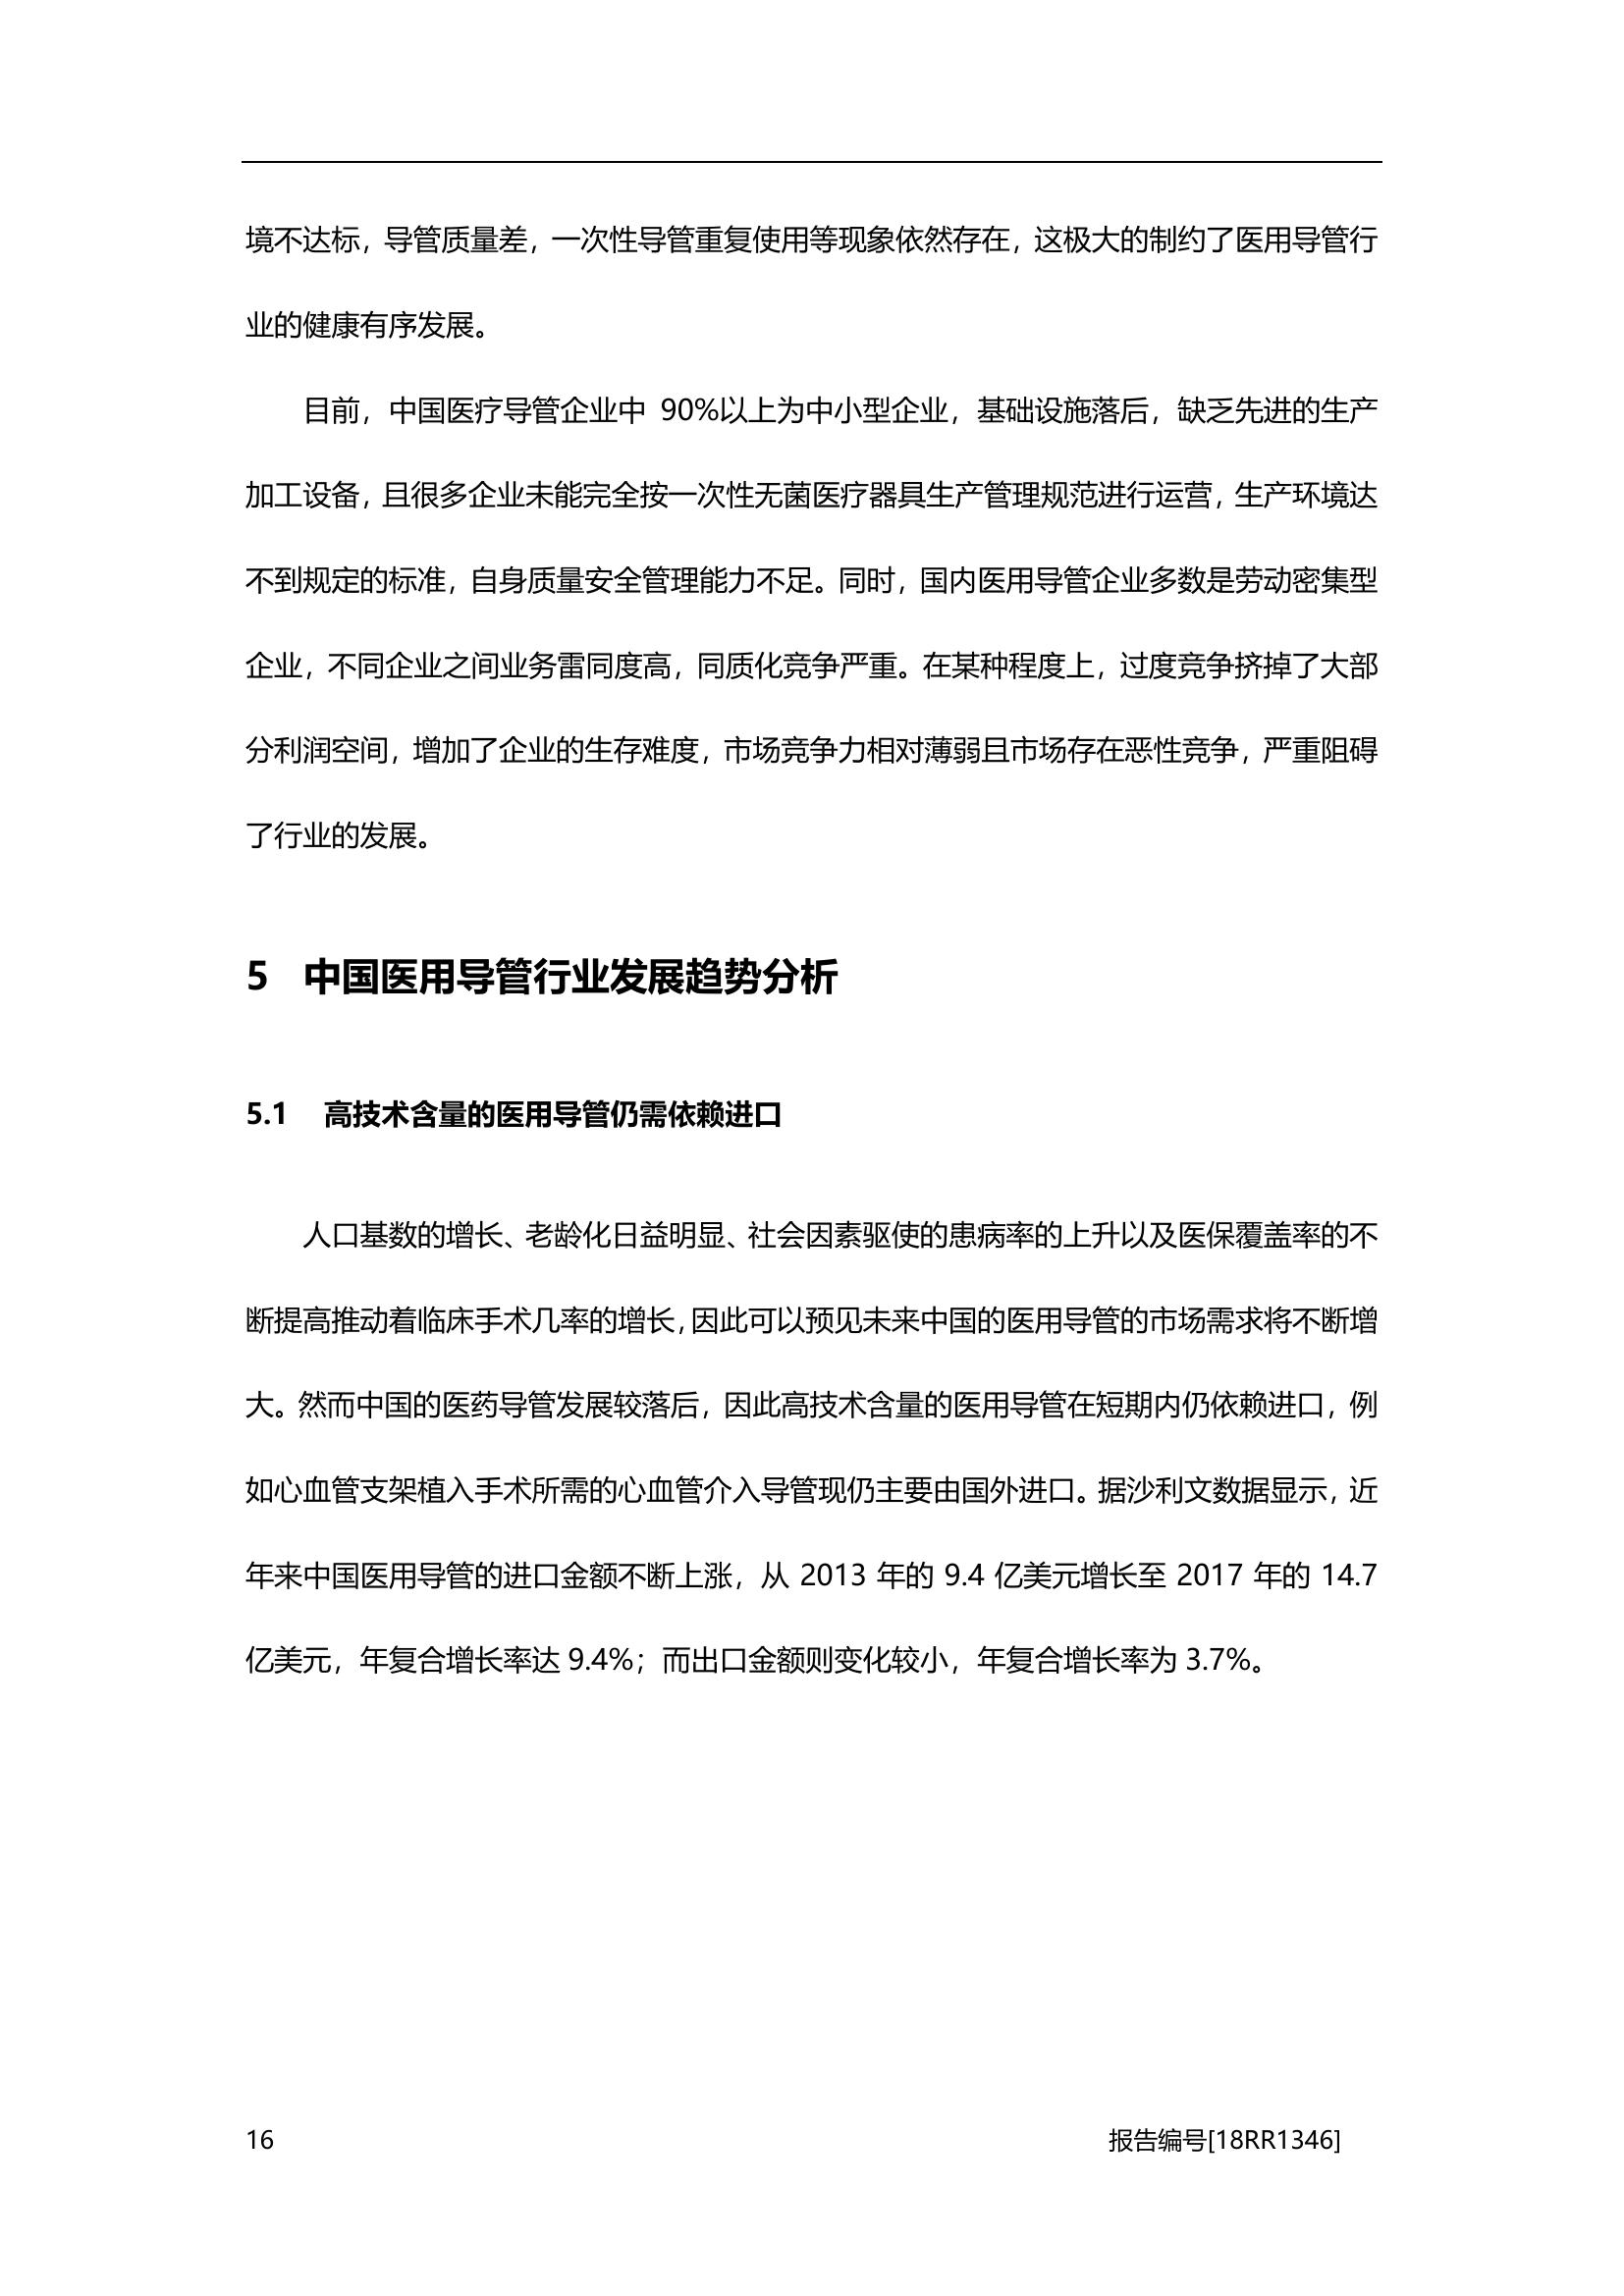 境不达标，导管质量差，一次性导管重复使用等现象依然存在，这极大的制约了医用导管行
业的健康有序发展。
目前，中国医疗导管企业中 90%以上为中小型企业，基础设施落后，缺乏先进的生产
加工设备，且很多企业未能完全按一次性无菌医疗器具生产管理规范进行运营，生产环境达
不到规定的标准，自身质量安全管理能力不足。同时，国内医用导管企业多数是劳动密集型
企业，不同企业之间业务雷同度高，同质化竞争严重。在某种程度上，过度竞争挤掉了大部
分利润空间，增加了企业的生存难度，市场竞争力相对薄弱且市场存在恶性竞争，严重阻碍
了行业的发展。
5 中国医用导管行业发展趋势分析
5.1 高技术含量的医用导管仍需依赖进口
人口基数的增长、老龄化日益明显、社会因素驱使的患病率的上升以及医保覆盖率的不
断提高推动着临床手术几率的增长，因此可以预见未来中国的医用导管的市场需求将不断增
大。然而中国的医药导管发展较落后，因此高技术含量的医用导管在短期内仍依赖进口，例
如心血管支架植入手术所需的心血管介入导管现仍主要由国外进口。据沙利文数据显示，近
年来中国医用导管的进口金额不断上涨，从 2013 年的 9.4 亿美元增长至 2017 年的 14.7
亿美元，年复合增长率达 9.4%；而出口金额则变化较小，年复合增长率为 3.7%。
16 报告编号[18RR1346]